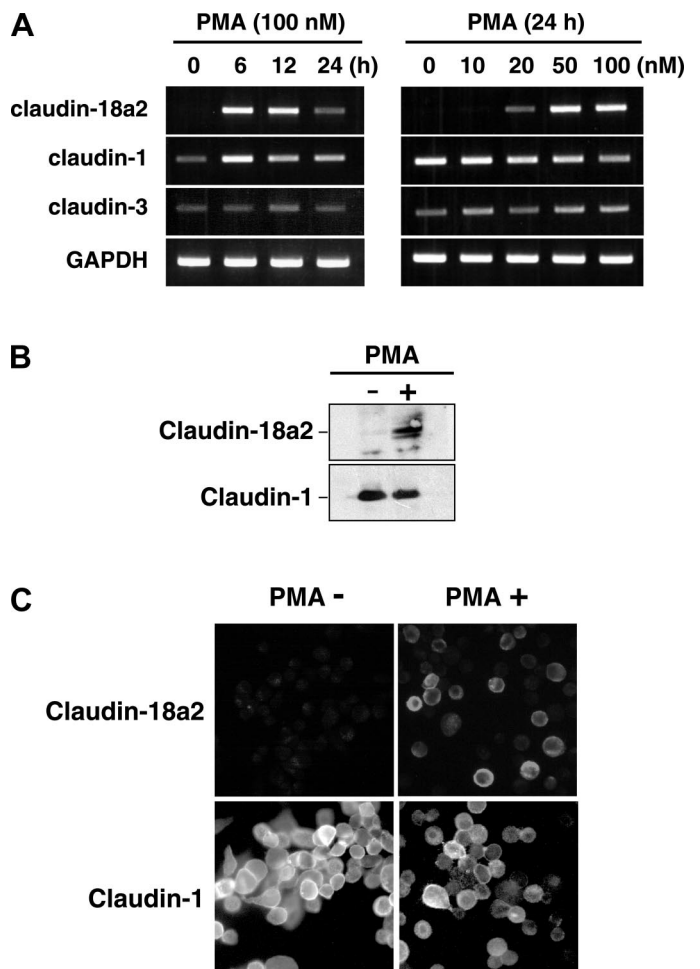 A
PMA (100 nM) PMA (24 h)
0 6 12 24 (h) 0 10 20 50 100 (nM)
claudin-18a2
claudin-1
claudin-3
GAPDH
B
PMA
- +
Claudin-18a2
Claudin-1
C
PMA - PMA +
Claudin-18a2
Claudin-1